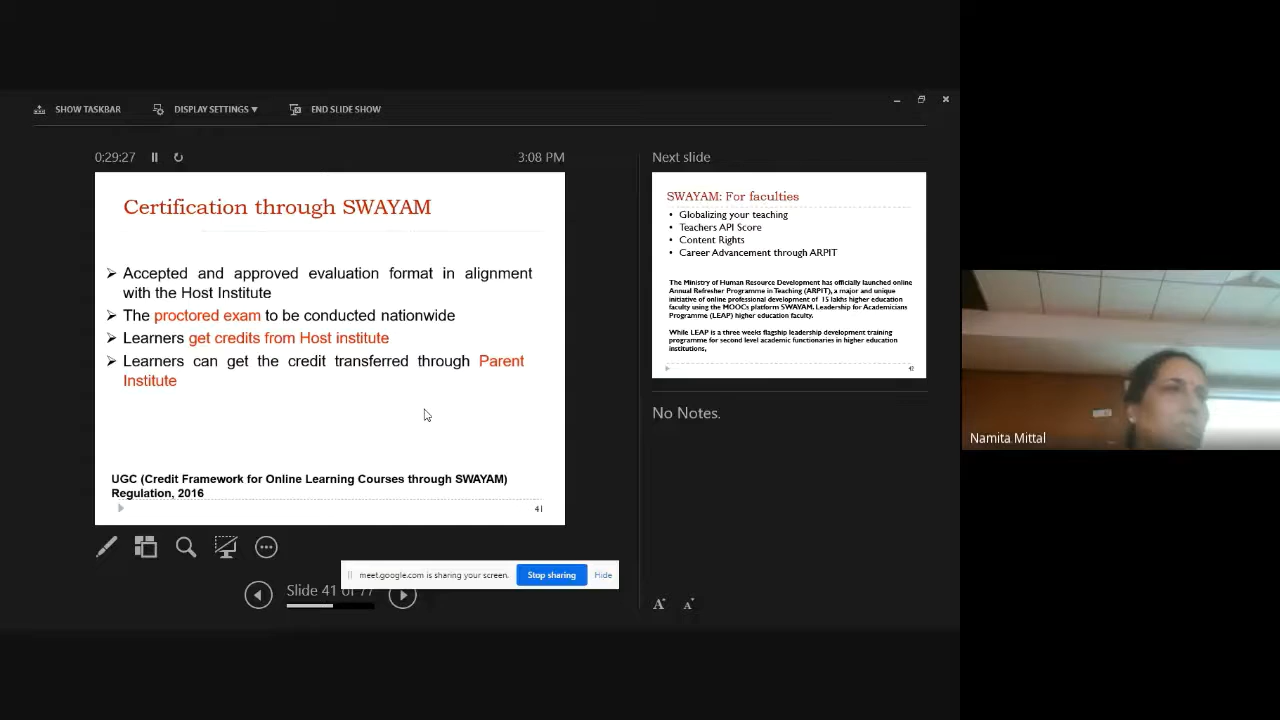 SHOW TASKBAR DISPLAY SETTINGS ▾ END SLIDE SHOW
0:29:27 3:08 PM
Certification through SWAYAM
➢ Accepted and approved evaluation format in alignment
with the Host Institute
➢ The proctored exam to be conducted nationwide
➢ Learners get credits from Host institute
➢ Learners can get the credit transferred through Parent
Institute
UGC (Credit Framework for Online Learning Courses through SWAYAM)
Regulation, 2016
41
meet.google.com is sharing your screen. Stop sharing Hide
Slide 41 of 77
Next slide
SWAYAM: For faculties
• Globalizing your teaching
• Teachers API Score
• Content Rights
• Career Advancement through ARPIT
The Ministry of Human Resource Development has officially launched online
Annual Refresher Programme in Teaching (ARPIT), a major and unique
initiative of online professional development of 15 lakhs higher education
faculty using the MOOCs platform SWAYAM. Leadership for Academicians
Programme (LEAP) higher education faculty.
While LEAP is a three weeks flagship leadership development training
programme for second level academic functionaries in higher education
institutions,
No Notes.
A A
Namita Mittal